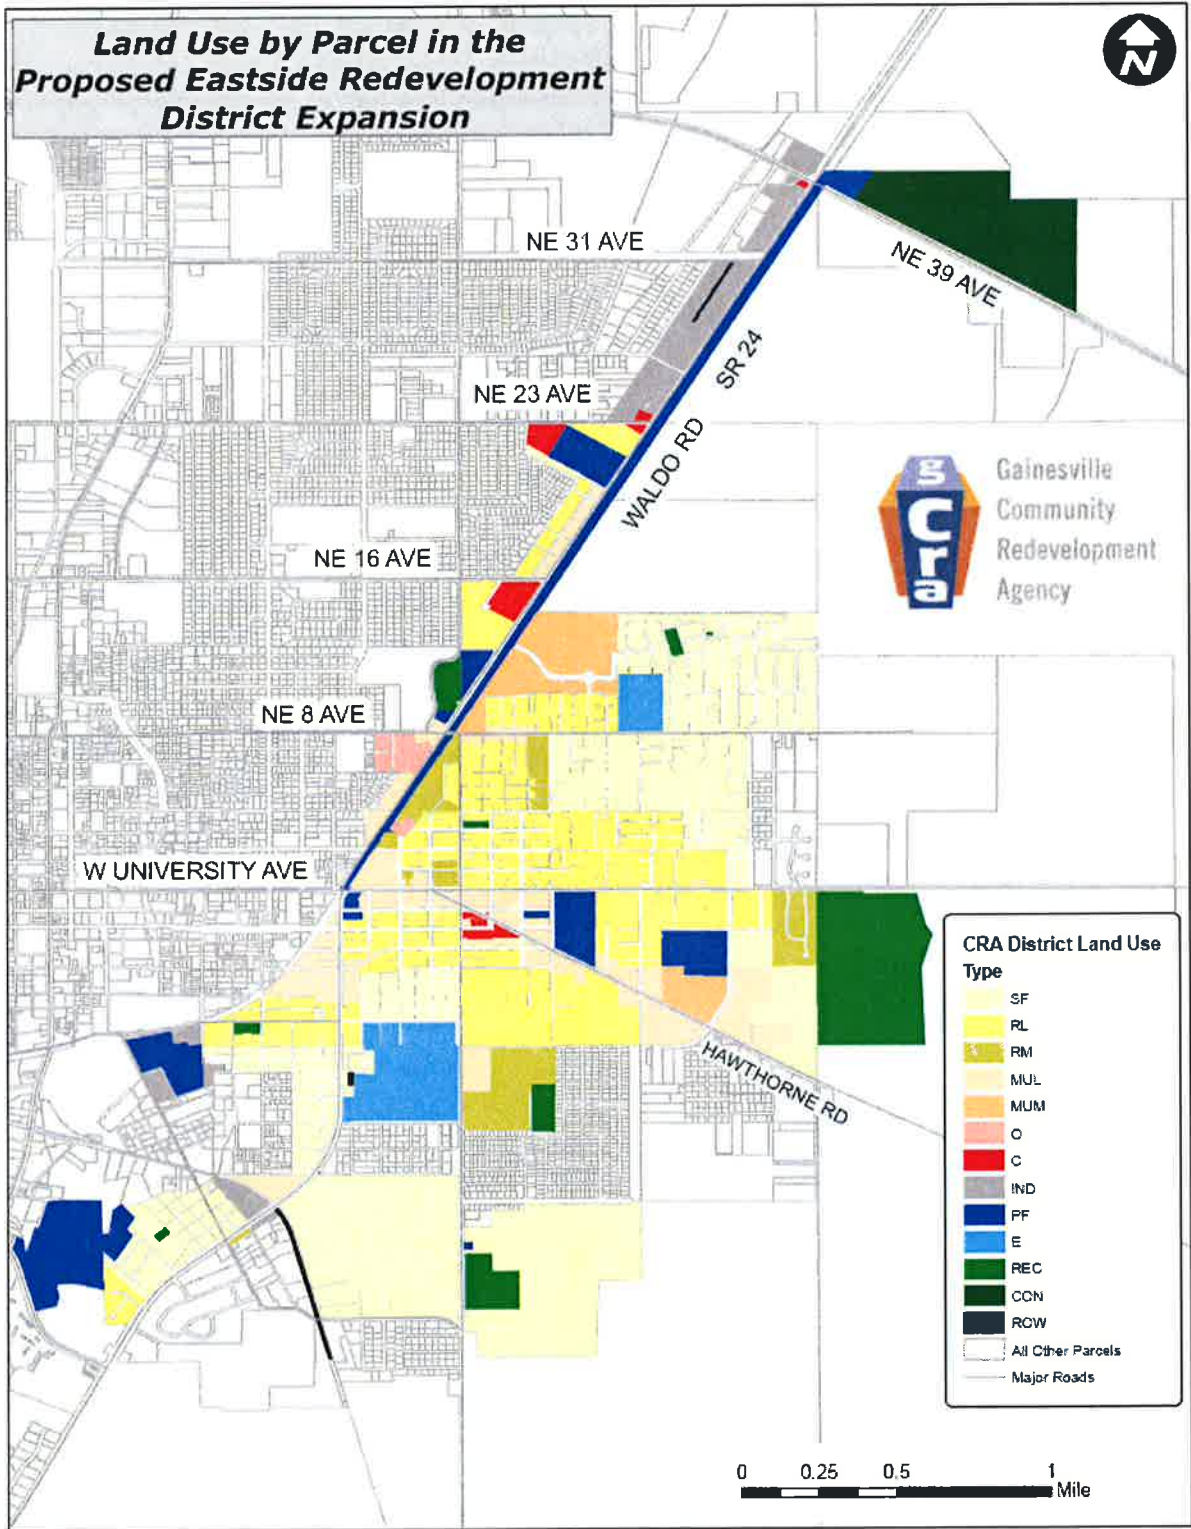 Land Use by Parcel in the
Proposed Eastside Redevelopment
District Expansion
N
NE 31 AVE
NE 39 AVE
SR 24
NE 23 AVE
WALDO RD
g
C
r
a
Gainesville
Community
Redevelopment
Agency
NE 16 AVE
NE 8 AVE
W UNIVERSITY AVE
HAWTHORNE RD
CRA District Land Use
Type
SF
RL
RM
MUL
MUM
O
C
IND
PF
E
REC
CON
ROW
All Other Parcels
Major Roads
0 0.25 0.5 1
Mile